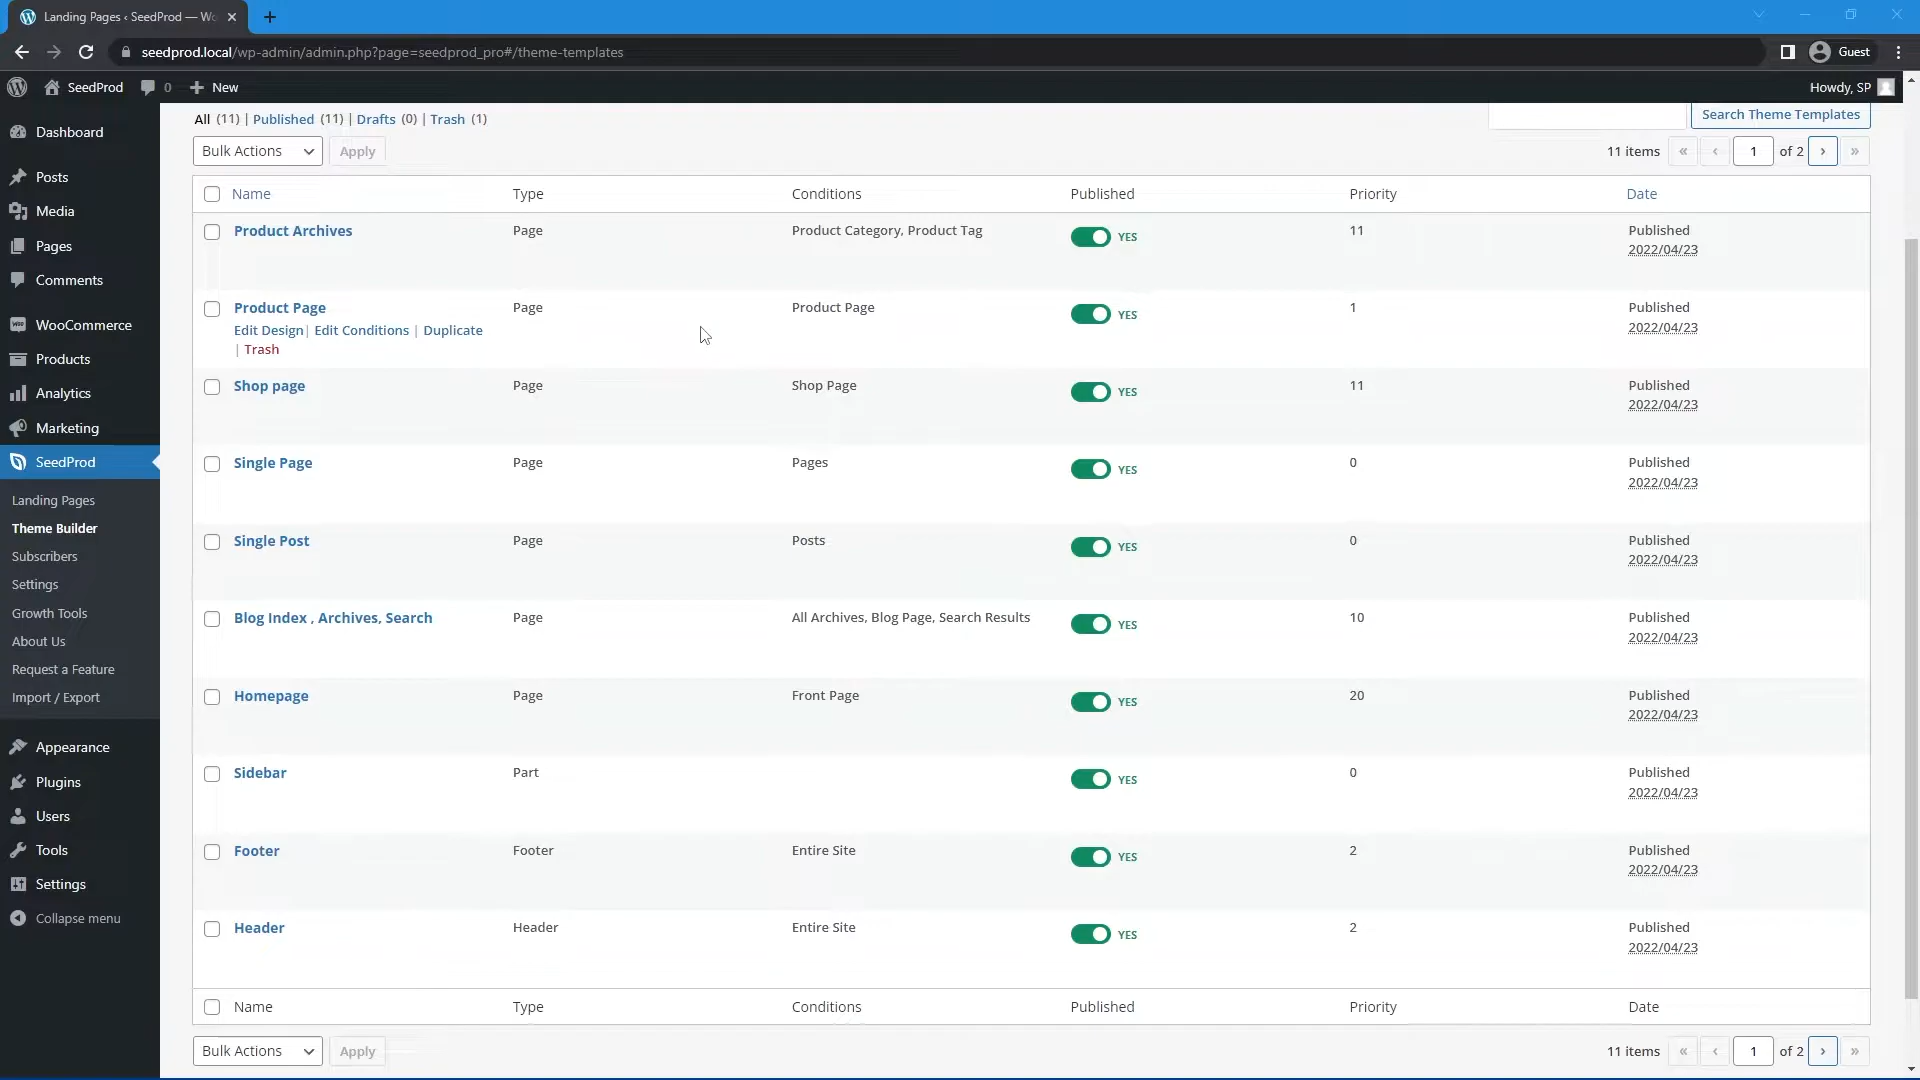 Landing Pages ‹ SeedProd — Wo
seedprod.local/wp-admin/admin.php?page=seedprod_pro#/theme-templates
Guest
SeedProd 0 New
Howdy, SP
Dashboard
Posts
Media
Pages
Comments
WooCommerce
Products
Analytics
Marketing
SeedProd
Landing Pages
Theme Builder
Subscribers
Settings
Growth Tools
About Us
Request a Feature
Import / Export
Appearance
Plugins
Users
Tools
Settings
Collapse menu
All (11) | Published (11) | Drafts (0) | Trash (1)
Search Theme Templates
Bulk Actions Apply
11 items « ‹ 1 of 2 › »
Name Type Conditions Published Priority Date
Product Archives Page Product Category, Product Tag YES 11 Published
2022/04/23
Product Page Page Product Page YES 1 Published
Edit Design | Edit Conditions | Duplicate 2022/04/23
| Trash
Shop page Page Shop Page YES 11 Published
2022/04/23
Single Page Page Pages YES 0 Published
2022/04/23
Single Post Page Posts YES 0 Published
2022/04/23
Blog Index , Archives, Search Page All Archives, Blog Page, Search Results YES 10 Published
2022/04/23
Homepage Page Front Page YES 20 Published
2022/04/23
Sidebar Part YES 0 Published
2022/04/23
Footer Footer Entire Site YES 2 Published
2022/04/23
Header Header Entire Site YES 2 Published
2022/04/23
Name Type Conditions Published Priority Date
Bulk Actions Apply
11 items « ‹ 1 of 2 › »